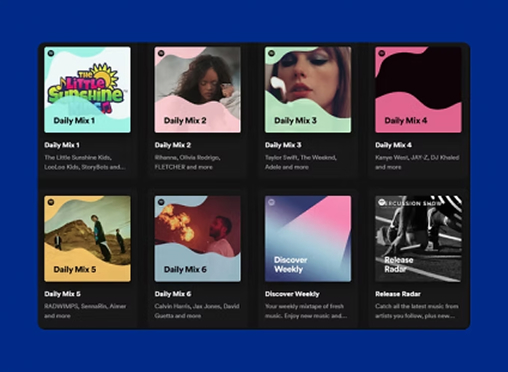 THE
Little
Sunshine
Daily Mix 1
Daily Mix 2
Daily Mix 3
Daily Mix 4
Daily Mix 1
The Little Sunshine Kids,
LooLoo Kids, StoryBots and...
Daily Mix 2
Rihanna, Olivia Rodrigo,
FLETCHER and more
Daily Mix 3
Taylor Swift, The Weeknd,
Adele and more
Daily Mix 4
Kanye West, JAY-Z, DJ Khaled
and more
Daily Mix 5
Daily Mix 6
Discover
Weekly
PERCUSSION SHOW
Release
Radar
Daily Mix 5
RADWIMPS, SennaRin, Aimer
and more
Daily Mix 6
Calvin Harris, Jax Jones, David
Guetta and more
Discover Weekly
Your weekly mixtape of fresh
music. Enjoy new music and...
Release Radar
Catch all the latest music from
artists you follow, plus new...